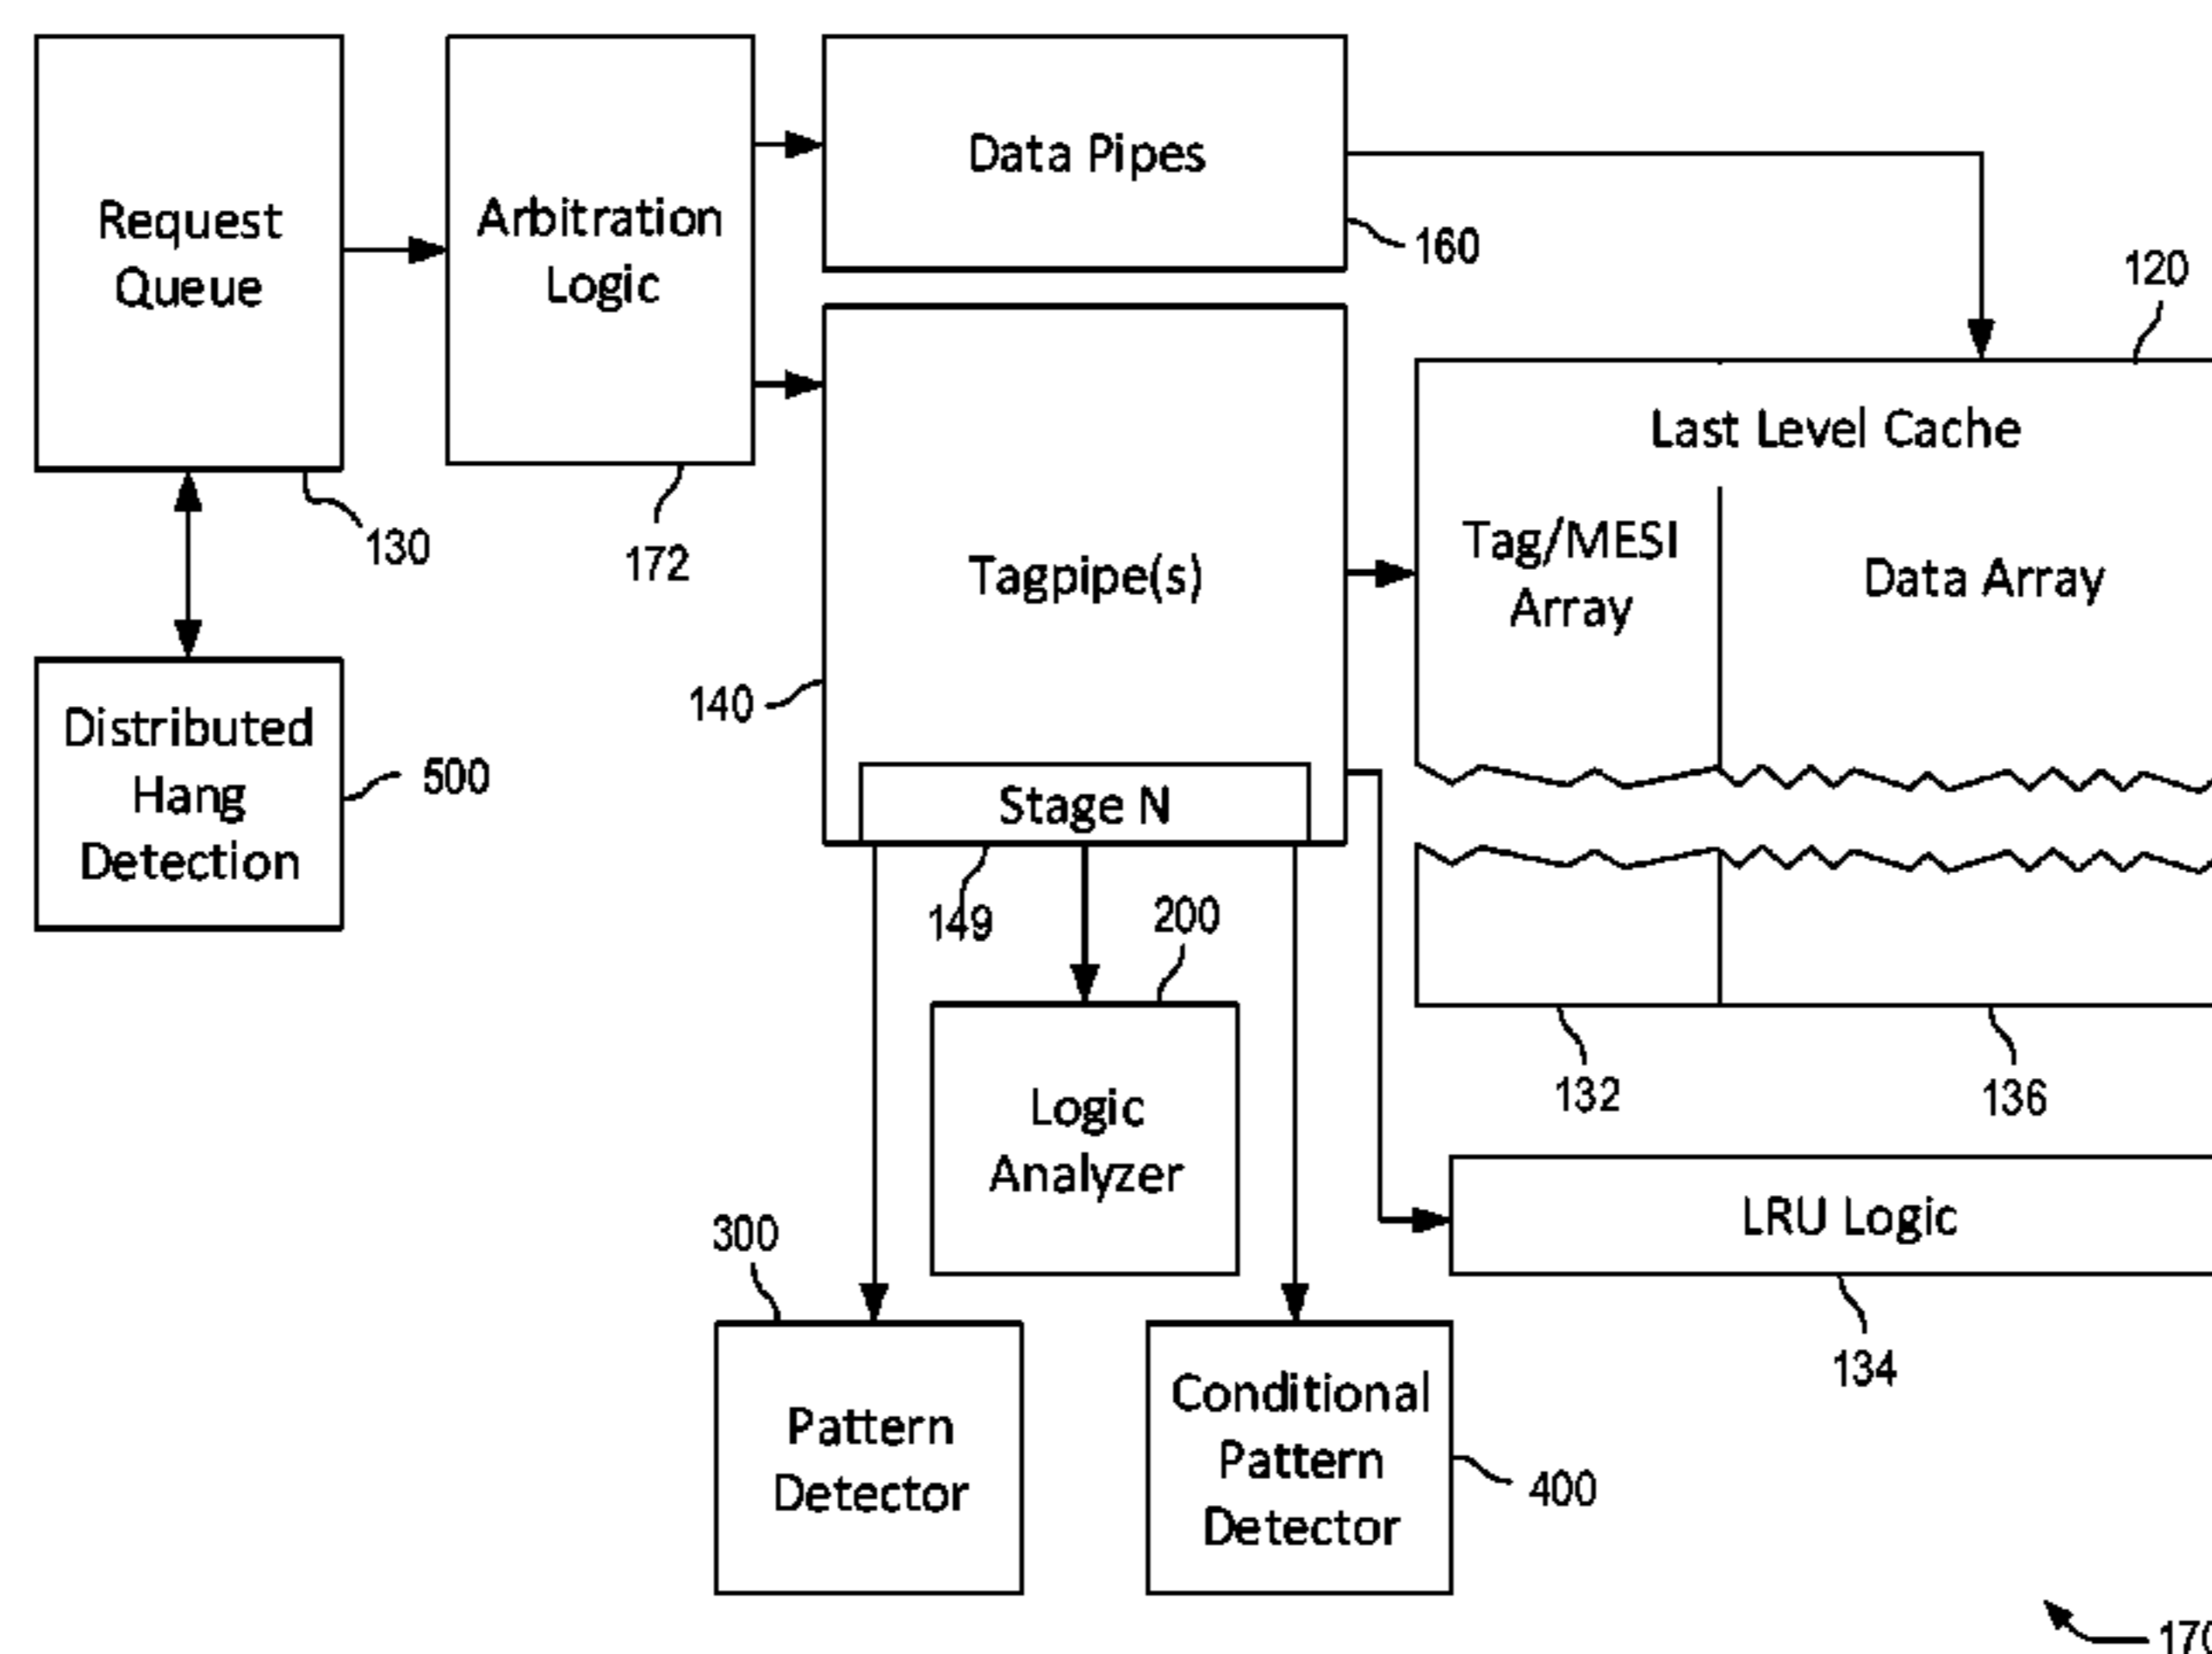 Request
Queue
130
Arbitration
Logic
172
Data Pipes
160
120
Last Level Cache
Tag/MESI
Array
Data Array
Tagpipe(s)
140
Stage N
149
Distributed
Hang
Detection
500
200
Logic
Analyzer
132
136
LRU Logic
134
300
Pattern
Detector
Conditional
Pattern
Detector
400
170